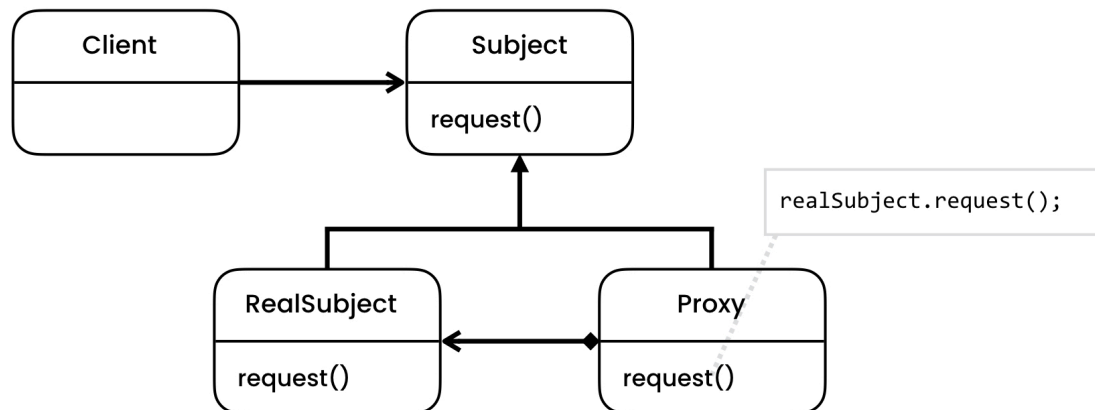 Client
Subject
request()
realSubject.request();
RealSubject
Proxy
request()
request()